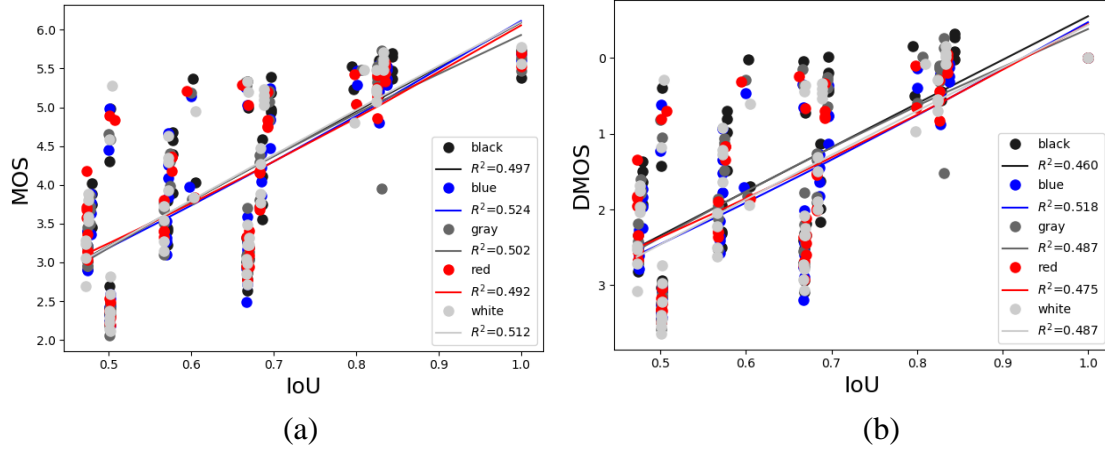 MOS
6.0
5.5
5.0
4.5
4.0
3.5
3.0
2.5
2.0
0.5 0.6 0.7 0.8 0.9 1.0
IoU
black
R²=0.497
blue
R²=0.524
gray
R²=0.502
red
R²=0.492
white
R²=0.512
(a)
DMOS
0
1
2
3
0.5 0.6 0.7 0.8 0.9 1.0
IoU
black
R²=0.460
blue
R²=0.518
gray
R²=0.487
red
R²=0.475
white
R²=0.487
(b)